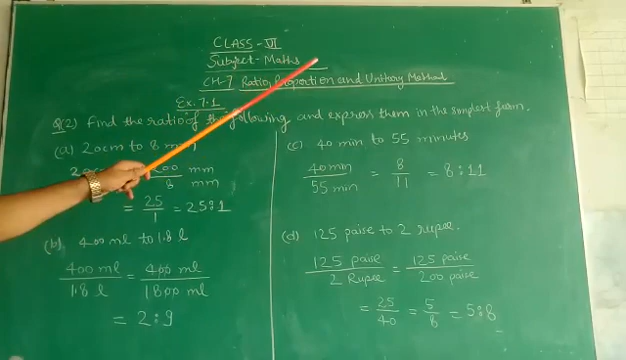 CLASS - VI
Subject - Maths
CH-7 Ratio, Proportion and Unitary Method
Ex. 7.1
Q(2) Find the ratio of the following and express them in the simplest form.
(a) 20cm to 8 mm
200 mm
8 mm
= 25/1 = 25:1
(b) 400 ml to 1.8 l
400 ml / 1.8 l = 400 ml / 1800 ml
= 2:9
(c) 40 min to 55 minutes
40 min / 55 min = 8/11 = 8:11
(d) 125 paise to 2 rupee.
125 paise / 2 Rupee = 125 paise / 200 paise
= 25/40 = 5/8 = 5:8